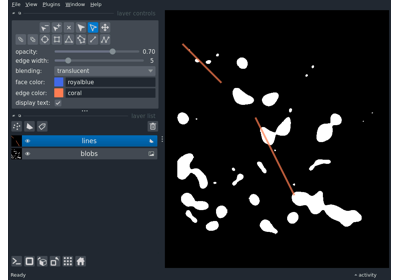 File View Plugins Window Help
layer controls
opacity: 0.70
edge width: 5
blending: translucent
face color: royalblue
edge color: coral
display text:
layer list
lines
blobs
Ready
activity